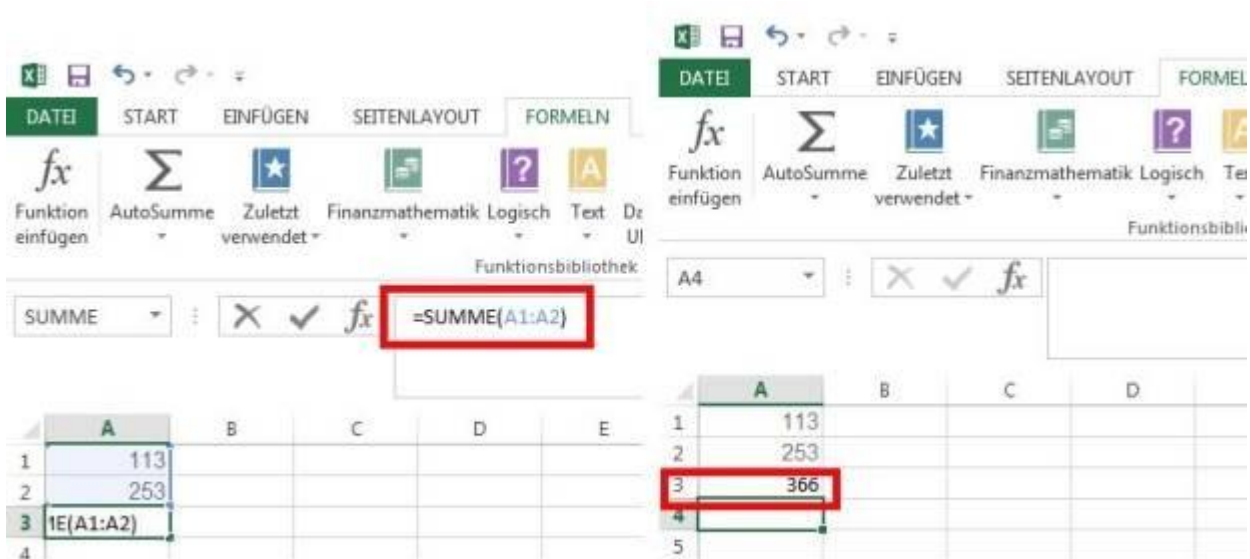 DATEI START EINFÜGEN SEITENLAYOUT FORMELN
fx
Funktion einfügen
AutoSumme
Zuletzt verwendet
Finanzmathematik
?
Logisch
A
Text
Funktionsbibliothek
SUMME
fx
=SUMME(A1:A2)
A B C D E
1 113
2 253
3 1E(A1:A2)
4
DATEI START EINFÜGEN SEITENLAYOUT FORMEL
fx
Funktion einfügen
AutoSumme
Zuletzt verwendet
Finanzmathematik
?
Logisch
Funktionsbiblio
A4
fx
A B C D
1 113
2 253
3 366
4
5